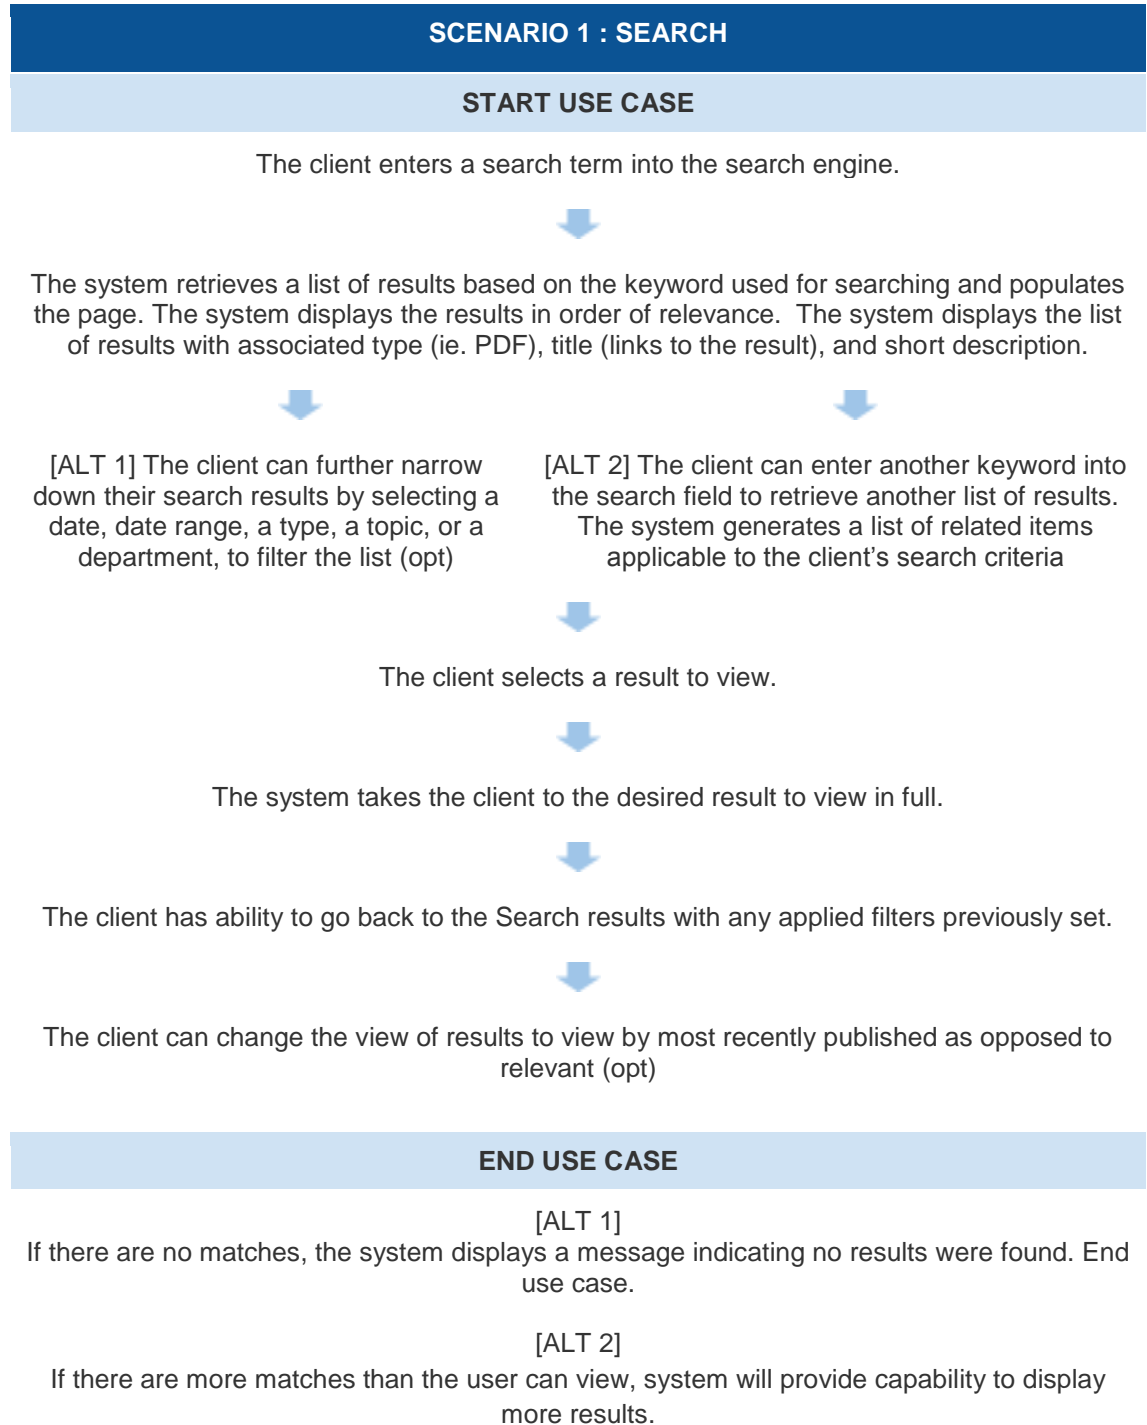 SCENARIO 1 : SEARCH
START USE CASE
The client enters a search term into the search engine.
The system retrieves a list of results based on the keyword used for searching and populates
the page. The system displays the results in order of relevance.  The system displays the list
of results with associated type (ie. PDF), title (links to the result), and short description.
[ALT 1] The client can further narrow
down their search results by selecting a
date, date range, a type, a topic, or a
department, to filter the list (opt)
[ALT 2] The client can enter another keyword into
the search field to retrieve another list of results.
The system generates a list of related items
applicable to the client's search criteria
The client selects a result to view.
The system takes the client to the desired result to view in full.
The client has ability to go back to the Search results with any applied filters previously set.
The client can change the view of results to view by most recently published as opposed to
relevant (opt)
END USE CASE
[ALT 1]
If there are no matches, the system displays a message indicating no results were found. End
use case.
[ALT 2]
If there are more matches than the user can view, system will provide capability to display
more results.